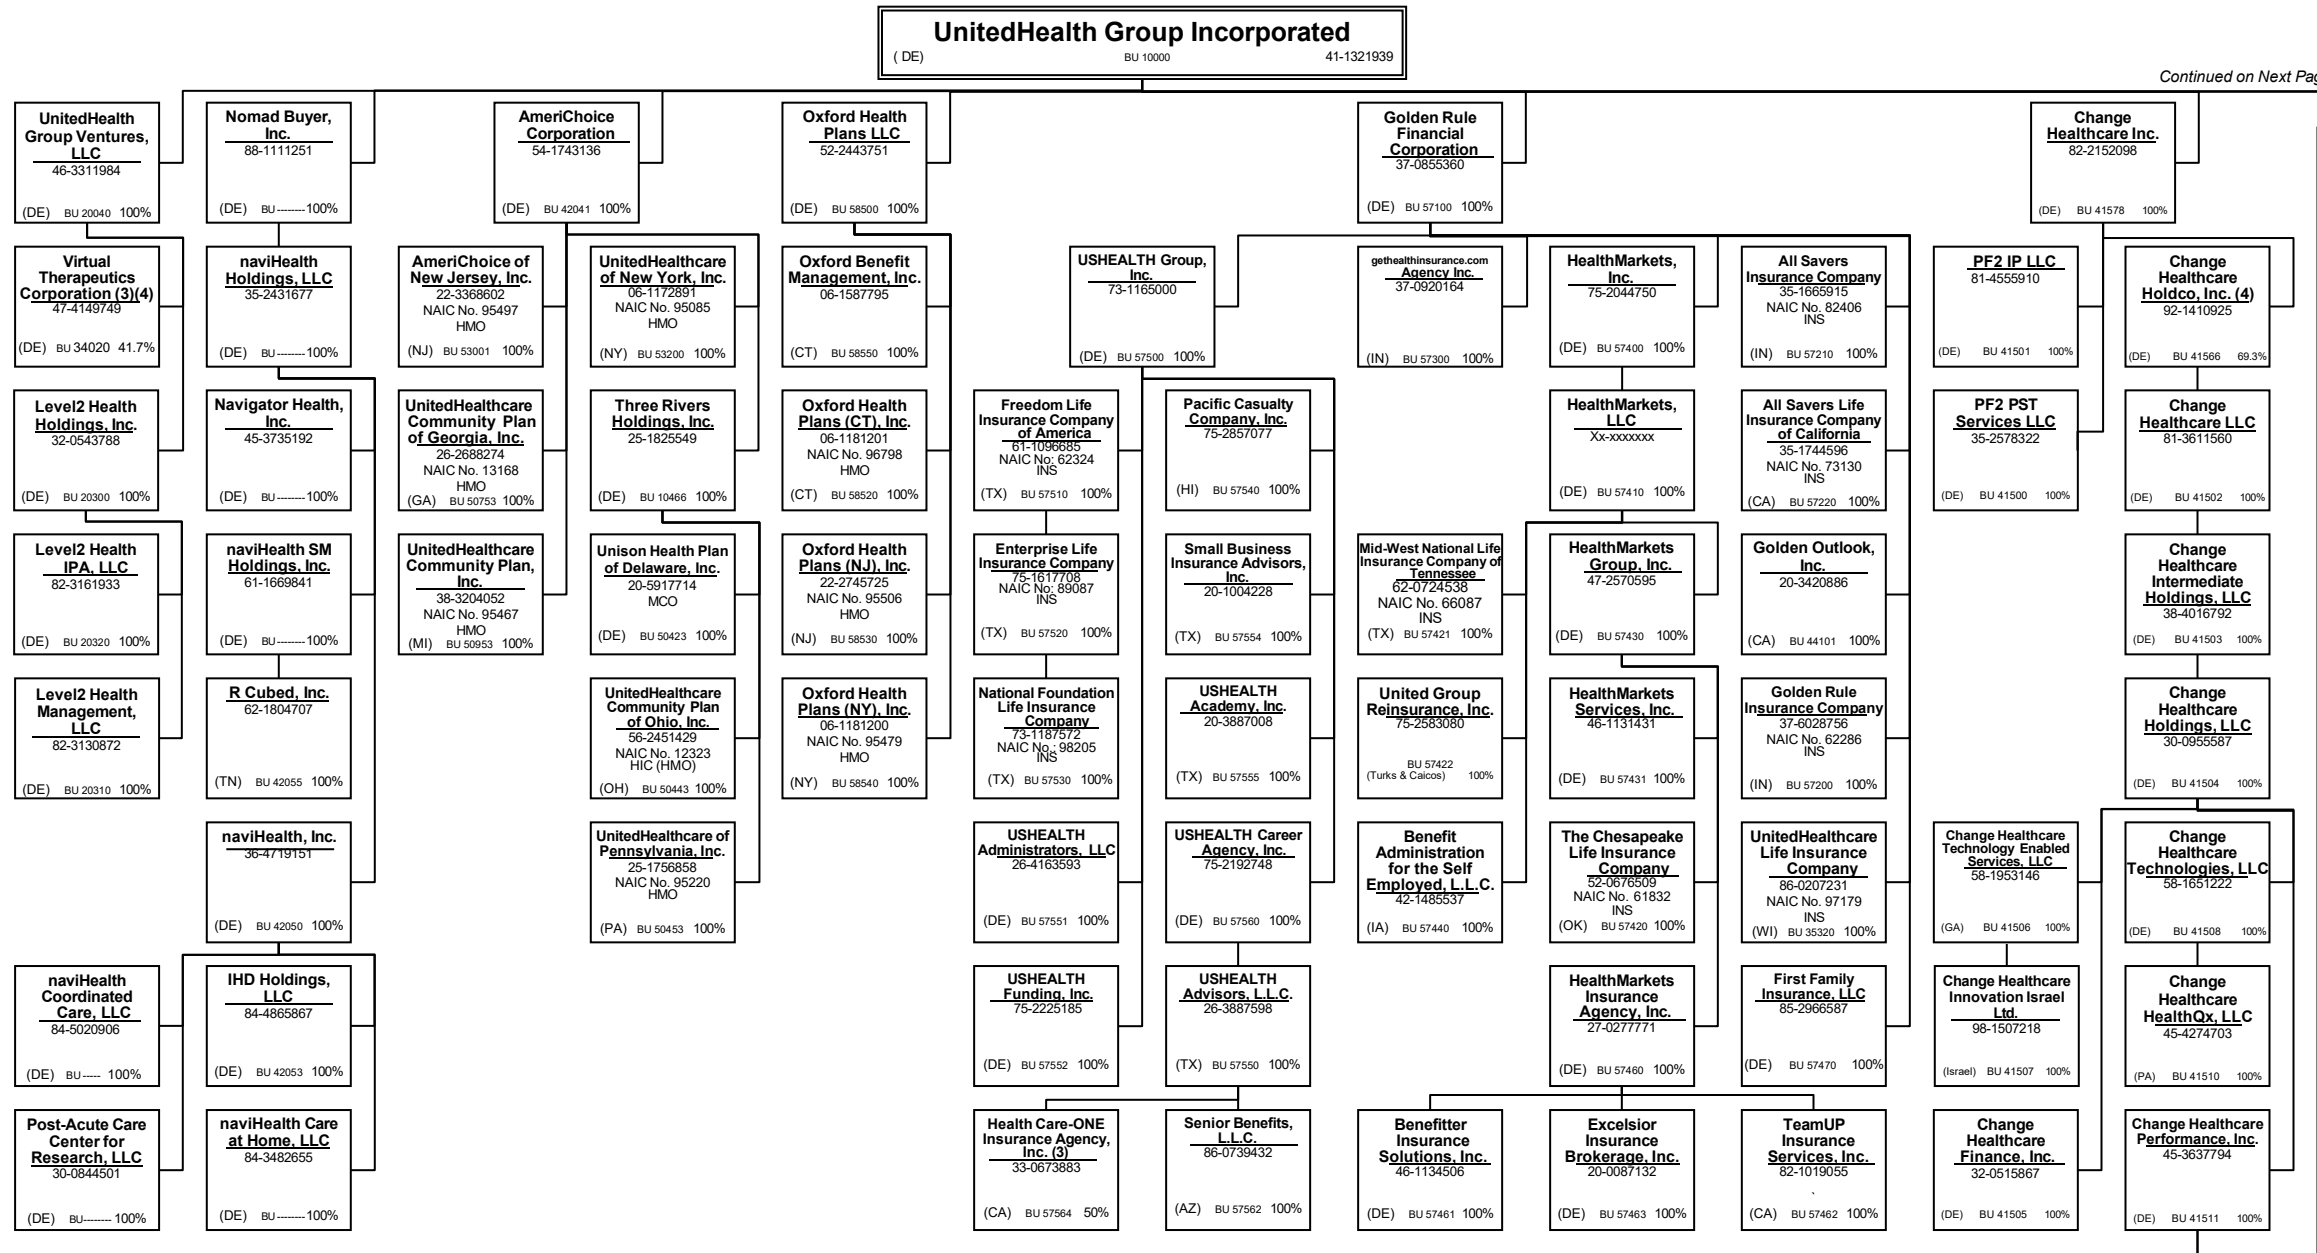 UnitedHealth Group Incorporated
( DE) BU 10000 41-1321939
Continued on Next Pag
UnitedHealth
Group Ventures,
LLC
46-3311984
(DE) BU 20040 100%
Nomad Buyer,
Inc.
88-1111251
(DE) BU -------- 100%
AmeriChoice
Corporation
54-1743136
(DE) BU 42041 100%
Oxford Health
Plans LLC
52-2443751
(DE) BU 58500 100%
Golden Rule
Financial
Corporation
37-0855360
(DE) BU 57100 100%
Change
Healthcare Inc.
82-2152098
(DE) BU 41578 100%
Virtual
Therapeutics
Corporation (3)(4)
47-4149749
(DE) BU 34020 41.7%
naviHealth
Holdings, LLC
35-2431677
(DE) BU -------- 100%
AmeriChoice of
New Jersey, Inc.
22-3368602
NAIC No. 95497
HMO
(NJ) BU 53001 100%
UnitedHealthcare
of New York, Inc.
06-1172891
NAIC No. 95085
HMO
(NY) BU 53200 100%
Oxford Benefit
Management, Inc.
06-1587795
(CT) BU 58550 100%
USHEALTH Group,
Inc.
73-1165000
(DE) BU 57500 100%
gethealthinsurance.com
Agency Inc.
37-0920164
(IN) BU 57300 100%
HealthMarkets,
Inc.
75-2044750
(DE) BU 57400 100%
All Savers
Insurance Company
35-1665915
NAIC No. 82406
INS
(IN) BU 57210 100%
PF2 IP LLC
81-4555910
(DE) BU 41501 100%
Change
Healthcare
Holdco, Inc. (4)
92-1410925
(DE) BU 41566 69.3%
Level2 Health
Holdings, Inc.
32-0543788
(DE) BU 20300 100%
Navigator Health,
Inc.
45-3735192
(DE) BU -------- 100%
UnitedHealthcare
Community Plan
of Georgia, Inc.
26-2688274
NAIC No. 13168
HMO
(GA) BU 50753 100%
Three Rivers
Holdings, Inc.
25-1825549
(DE) BU 10466 100%
Oxford Health
Plans (CT), Inc.
06-1181201
NAIC No. 96798
HMO
(CT) BU 58520 100%
Freedom Life
Insurance Company
of America
61-1096685
NAIC No: 62324
INS
(TX) BU 57510 100%
Pacific Casualty
Company, Inc.
75-2857077
(HI) BU 57540 100%
HealthMarkets,
LLC
Xx-xxxxxxx
(DE) BU 57410 100%
All Savers Life
Insurance Company
of California
35-1744596
NAIC No. 73130
INS
(CA) BU 57220 100%
PF2 PST
Services LLC
35-2578322
(DE) BU 41500 100%
Change
Healthcare LLC
81-3611560
(DE) BU 41502 100%
Level2 Health
IPA, LLC
82-3161933
(DE) BU 20320 100%
naviHealth SM
Holdings, Inc.
61-1669841
(DE) BU -------- 100%
UnitedHealthcare
Community Plan,
Inc.
38-3204052
NAIC No. 95467
HMO
(MI) BU 50953 100%
Unison Health Plan
of Delaware, Inc.
20-5917714
MCO
(DE) BU 50423 100%
Oxford Health
Plans (NJ), Inc.
22-2745725
NAIC No. 95506
HMO
(NJ) BU 58530 100%
Enterprise Life
Insurance Company
75-1617708
NAIC No: 89087
INS
(TX) BU 57520 100%
Small Business
Insurance Advisors,
Inc.
20-1004228
(TX) BU 57554 100%
Mid-West National Life
Insurance Company of
Tennessee
62-0724538
NAIC No. 66087
INS
(TX) BU 57421 100%
HealthMarkets
Group, Inc.
47-2570595
(DE) BU 57430 100%
Golden Outlook,
Inc.
20-3420886
(CA) BU 44101 100%
Change
Healthcare
Intermediate
Holdings, LLC
38-4016792
(DE) BU 41503 100%
Level2 Health
Management,
LLC
82-3130872
(DE) BU 20310 100%
R Cubed, Inc.
62-1804707
(TN) BU 42055 100%
UnitedHealthcare
Community Plan
of Ohio, Inc.
56-2451429
NAIC No. 12323
HIC (HMO)
(OH) BU 50443 100%
Oxford Health
Plans (NY), Inc.
06-1181200
NAIC No. 95479
HMO
(NY) BU 58540 100%
National Foundation
Life Insurance
Company
73-1187572
NAIC No.: 98205
INS
(TX) BU 57530 100%
USHEALTH
Academy, Inc.
20-3887008
(TX) BU 57555 100%
United Group
Reinsurance, Inc.
75-2583080
BU 57422
(Turks & Caicos) 100%
HealthMarkets
Services, Inc.
46-1131431
(DE) BU 57431 100%
Golden Rule
Insurance Company
37-6028756
NAIC No. 62286
INS
(IN) BU 57200 100%
Change
Healthcare
Holdings, LLC
30-0955587
(DE) BU 41504 100%
naviHealth, Inc.
36-4719151
(DE) BU 42050 100%
UnitedHealthcare of
Pennsylvania, Inc.
25-1756858
NAIC No. 95220
HMO
(PA) BU 50453 100%
USHEALTH
Administrators, LLC
26-4163593
(DE) BU 57551 100%
USHEALTH Career
Agency, Inc.
75-2192748
(DE) BU 57560 100%
Benefit
Administration
for the Self
Employed, L.L.C.
42-1485537
(IA) BU 57440 100%
The Chesapeake
Life Insurance
Company
52-0676509
NAIC No. 61832
INS
(OK) BU 57420 100%
UnitedHealthcare
Life Insurance
Company
86-0207231
NAIC No. 97179
INS
(WI) BU 35320 100%
Change Healthcare
Technology Enabled
Services, LLC
58-1953146
(GA) BU 41506 100%
Change
Healthcare
Technologies, LLC
58-1651222
(DE) BU 41508 100%
naviHealth
Coordinated
Care, LLC
84-5020906
(DE) BU ----- 100%
IHD Holdings,
LLC
84-4865867
(DE) BU 42053 100%
USHEALTH
Funding, Inc.
75-2225185
(DE) BU 57552 100%
USHEALTH
Advisors, L.L.C.
26-3887598
(TX) BU 57550 100%
HealthMarkets
Insurance
Agency, Inc.
27-0277771
(DE) BU 57460 100%
First Family
Insurance, LLC
85-2966587
(DE) BU 57470 100%
Change Healthcare
Innovation Israel
Ltd.
98-1507218
(Israel) BU 41507 100%
Change
Healthcare
HealthQx, LLC
45-4274703
(PA) BU 41510 100%
Post-Acute Care
Center for
Research, LLC
30-0844501
(DE) BU-------- 100%
naviHealth Care
at Home, LLC
84-3482655
(DE) BU -------- 100%
Health Care-ONE
Insurance Agency,
Inc. (3)
33-0673883
(CA) BU 57564 50%
Senior Benefits,
L.L.C.
86-0739432
(AZ) BU 57562 100%
Benefitter
Insurance
Solutions, Inc.
46-1134506
(DE) BU 57461 100%
Excelsior
Insurance
Brokerage, Inc.
20-0087132
(DE) BU 57463 100%
TeamUP
Insurance
Services, Inc.
82-1019055
`
(CA) BU 57462 100%
Change
Healthcare
Finance, Inc.
32-0515867
(DE) BU 41505 100%
Change Healthcare
Performance, Inc.
45-3637794
(DE) BU 41511 100%